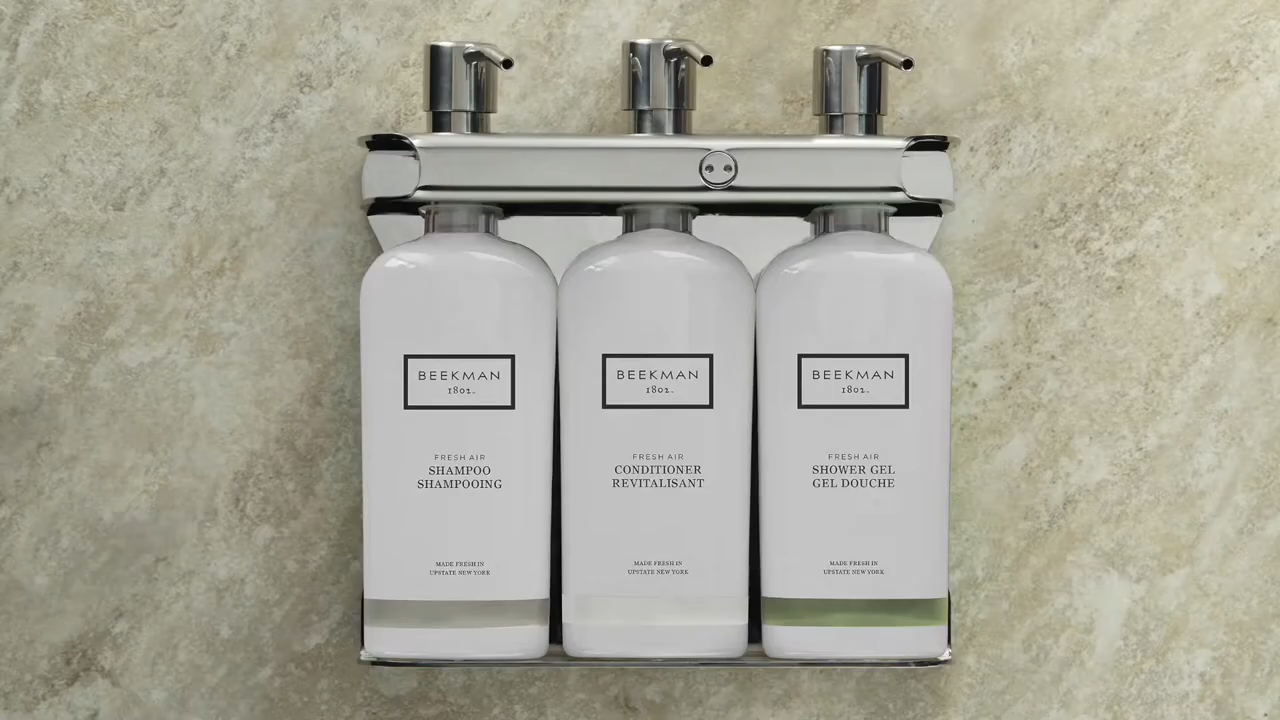 BEEKMAN
1802.
FRESH AIR
SHAMPOO
SHAMPOOING
MADE FRESH IN
UPSTATE NEW YORK
BEEKMAN
1802.
FRESH AIR
CONDITIONER
REVITALISANT
MADE FRESH IN
UPSTATE NEW YORK
BEEKMAN
1802.
FRESH AIR
SHOWER GEL
GEL DOUCHE
MADE FRESH IN
UPSTATE NEW YORK